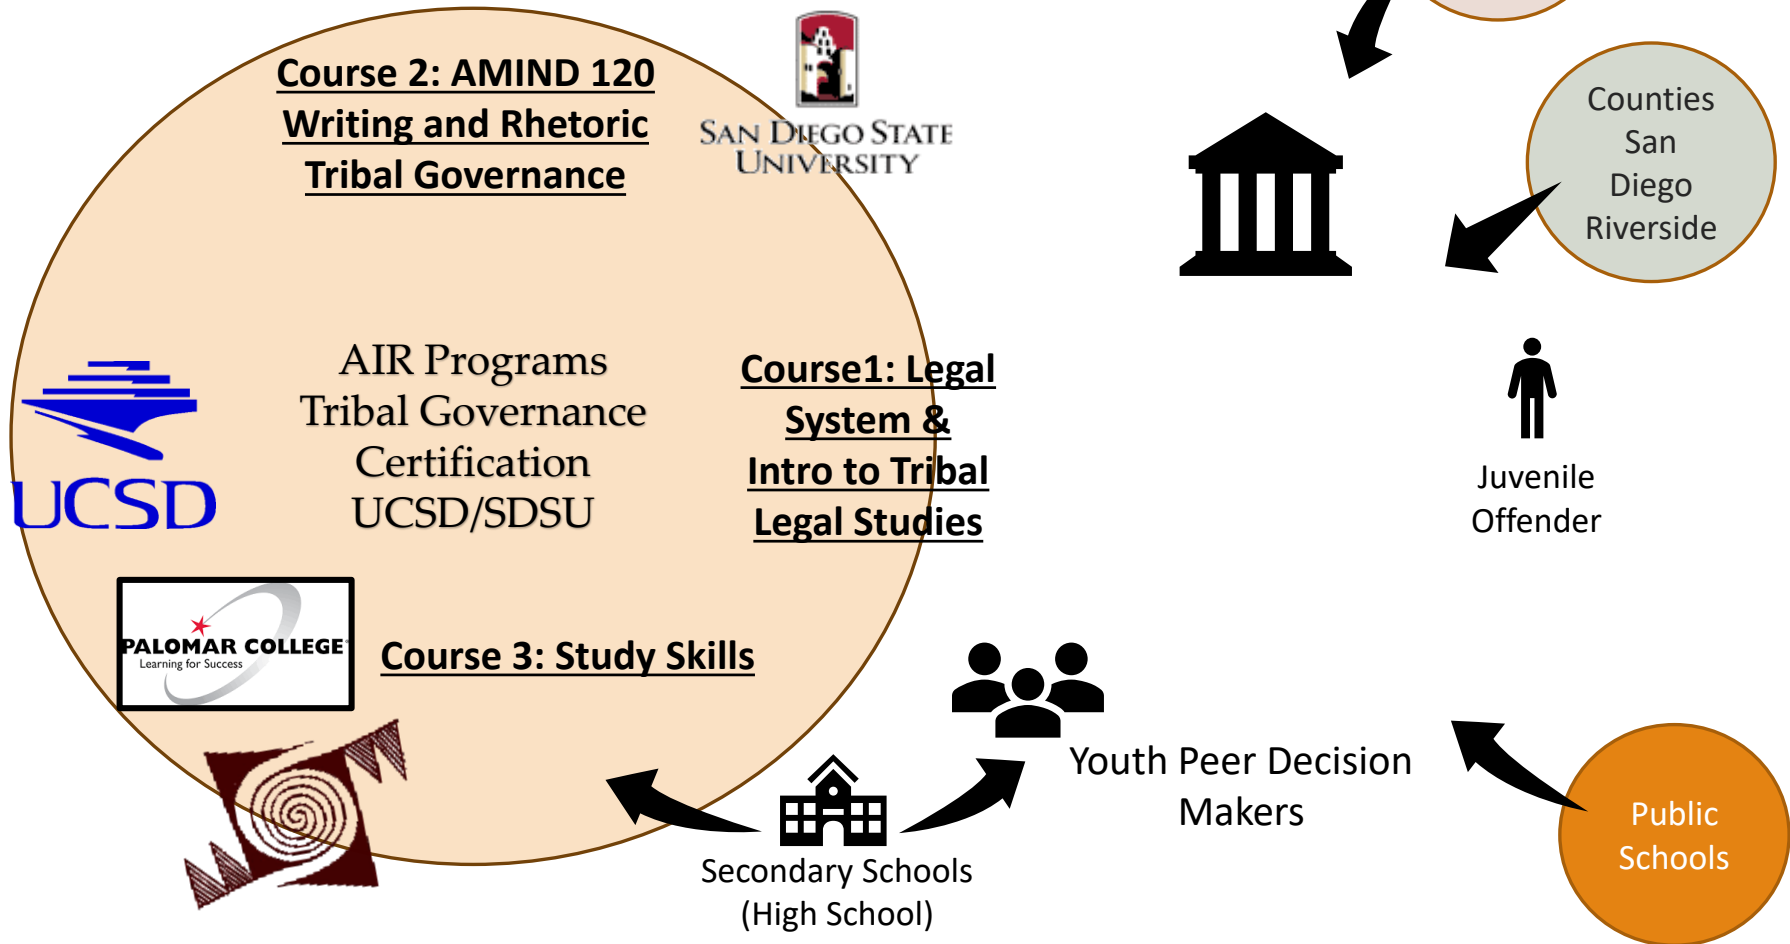 Course 2: AMIND 120
Writing and Rhetoric
Tribal Governance
SAN DIEGO STATE
UNIVERSITY
Counties
San
Diego
Riverside
UCSD
AIR Programs
Tribal Governance
Certification
UCSD/SDSU
Course1: Legal
System &
Intro to Tribal
Legal Studies
Juvenile
Offender
PALOMAR COLLEGE
Learning for Success
Course 3: Study Skills
Youth Peer Decision
Makers
Secondary Schools
(High School)
Public
Schools